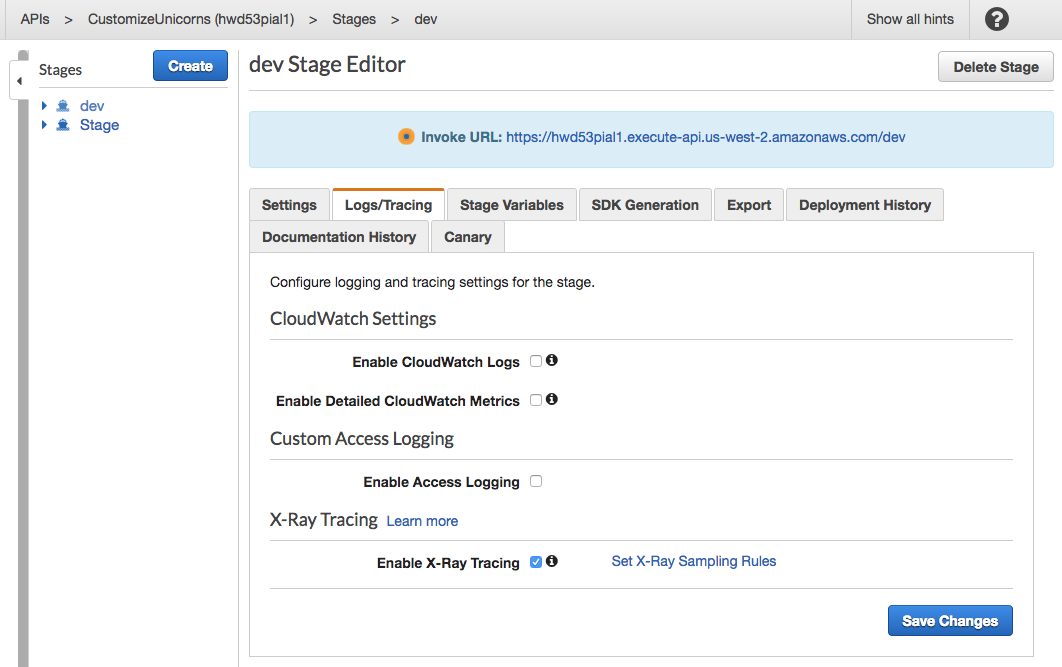 APIs > CustomizeUnicorns (hwd53pial1) > Stages > dev Show all hints ?
Stages Create
dev
Stage
dev Stage Editor Delete Stage
Invoke URL: https://hwd53pial1.execute-api.us-west-2.amazonaws.com/dev
Settings Logs/Tracing Stage Variables SDK Generation Export Deployment History
Documentation History Canary
Configure logging and tracing settings for the stage.
CloudWatch Settings
Enable CloudWatch Logs
Enable Detailed CloudWatch Metrics
Custom Access Logging
Enable Access Logging
X-Ray Tracing Learn more
Enable X-Ray Tracing Set X-Ray Sampling Rules
Save Changes